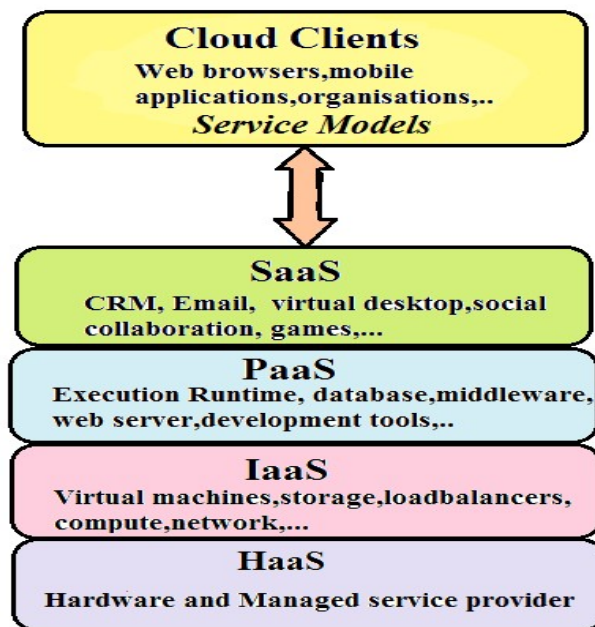 Cloud Clients
Web browsers,mobile
applications,organisations,..
Service Models
SaaS
CRM, Email, virtual desktop,social
collaboration, games,...
PaaS
Execution Runtime, database,middleware,
web server,development tools,..
IaaS
Virtual machines,storage,loadbalancers,
compute,network,...
HaaS
Hardware and Managed service provider